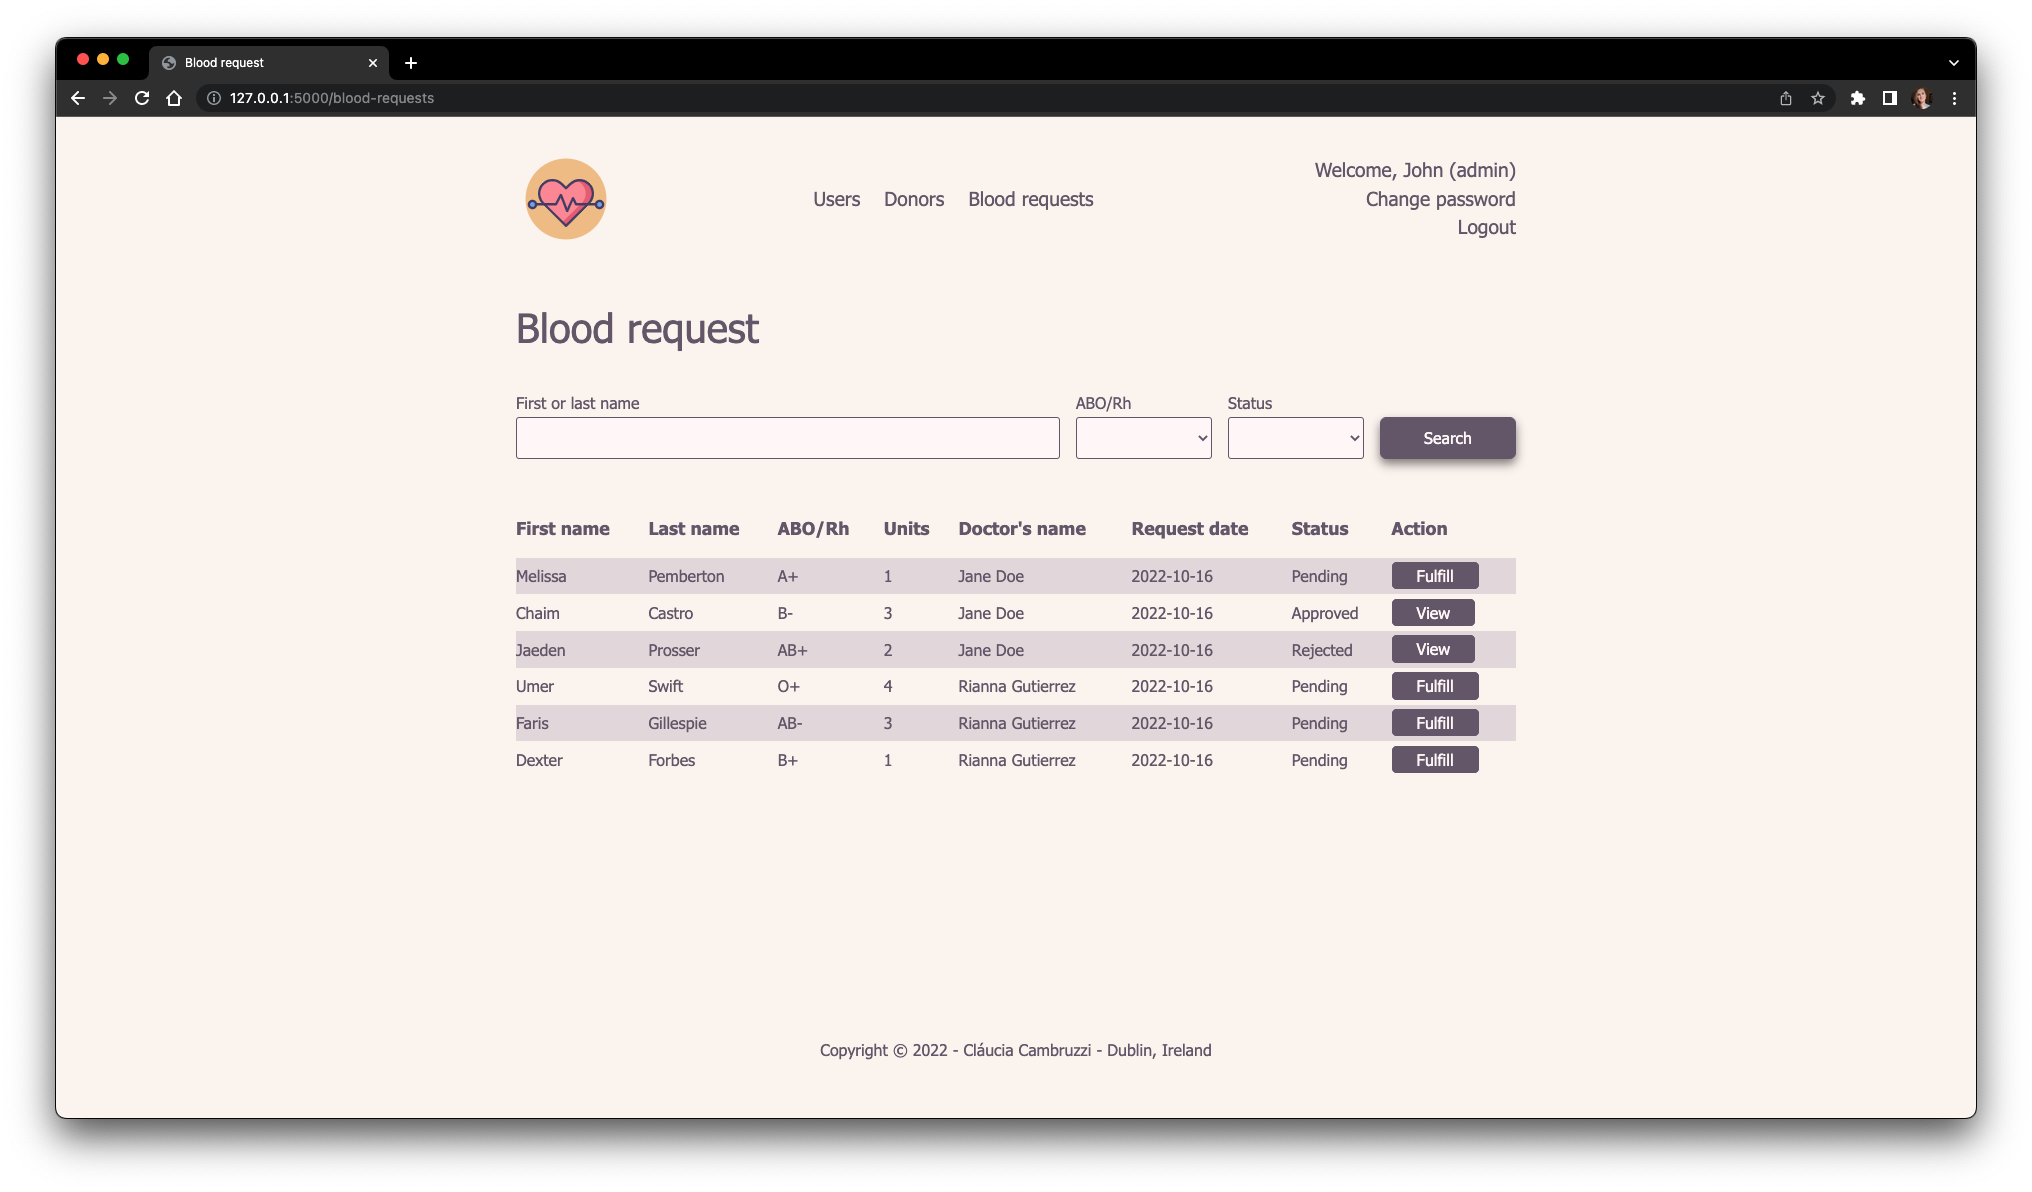 Blood request
127.0.0.1:5000/blood-requests
Welcome, John (admin)
Users Donors Blood requests
Change password
Logout
Blood request
First or last name ABO/Rh Status
Search
First name Last name ABO/Rh Units Doctor's name Request date Status Action
Melissa Pemberton A+ 1 Jane Doe 2022-10-16 Pending Fulfill
Chaim Castro B- 3 Jane Doe 2022-10-16 Approved View
Jaeden Prosser AB+ 2 Jane Doe 2022-10-16 Rejected View
Umer Swift O+ 4 Rianna Gutierrez 2022-10-16 Pending Fulfill
Faris Gillespie AB- 3 Rianna Gutierrez 2022-10-16 Pending Fulfill
Dexter Forbes B+ 1 Rianna Gutierrez 2022-10-16 Pending Fulfill
Copyright © 2022 - Cláucia Cambruzzi - Dublin, Ireland